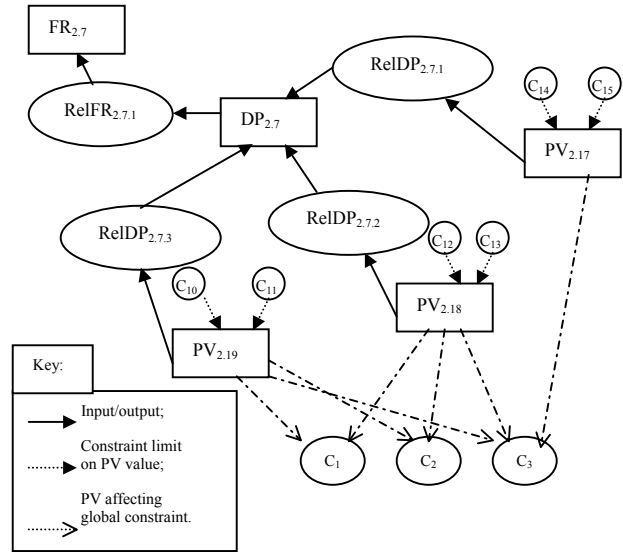 FR2.7
RelDP2.7.1
C14
C15
RelFR2.7.1
DP2.7
PV2.17
RelDP2.7.2
RelDP2.7.3
C12
C13
C10
C11
PV2.18
PV2.19
Key:
Input/output;
Constraint limit
on PV value;
PV affecting
global constraint.
C1
C2
C3